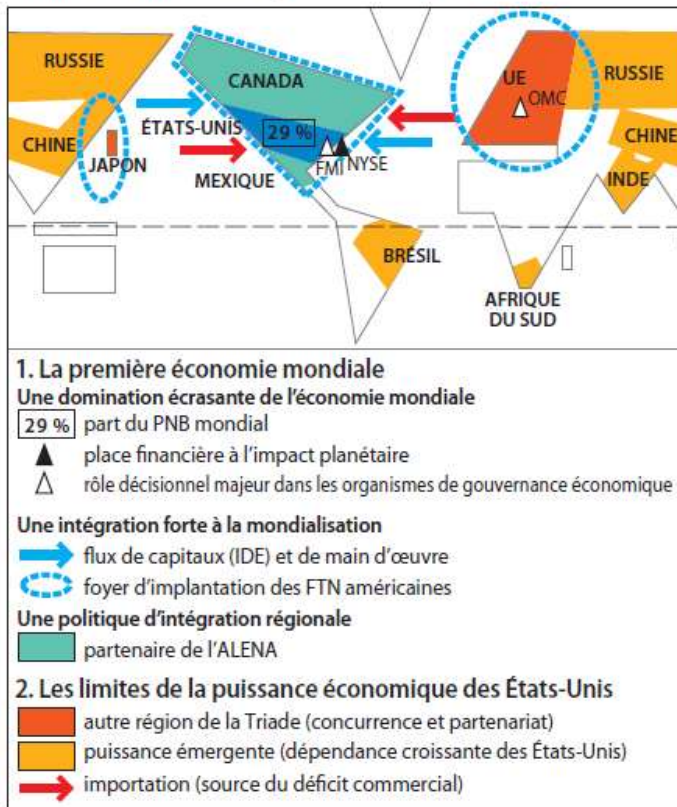 RUSSIE
CANADA
UE
OMC
RUSSIE
ÉTATS-UNIS
29 %
CHINE
JAPON
FMI
NYSE
CHINE
MEXIQUE
INDE
BRÉSIL
AFRIQUE
DU SUD
1. La première économie mondiale
Une domination écrasante de l'économie mondiale
29 % part du PNB mondial
place financière à l'impact planétaire
rôle décisionnel majeur dans les organismes de gouvernance économique
Une intégration forte à la mondialisation
flux de capitaux (IDE) et de main d'œuvre
foyer d'implantation des FTN américaines
Une politique d'intégration régionale
partenaire de l'ALENA
2. Les limites de la puissance économique des États-Unis
autre région de la Triade (concurrence et partenariat)
puissance émergente (dépendance croissante des États-Unis)
importation (source du déficit commercial)